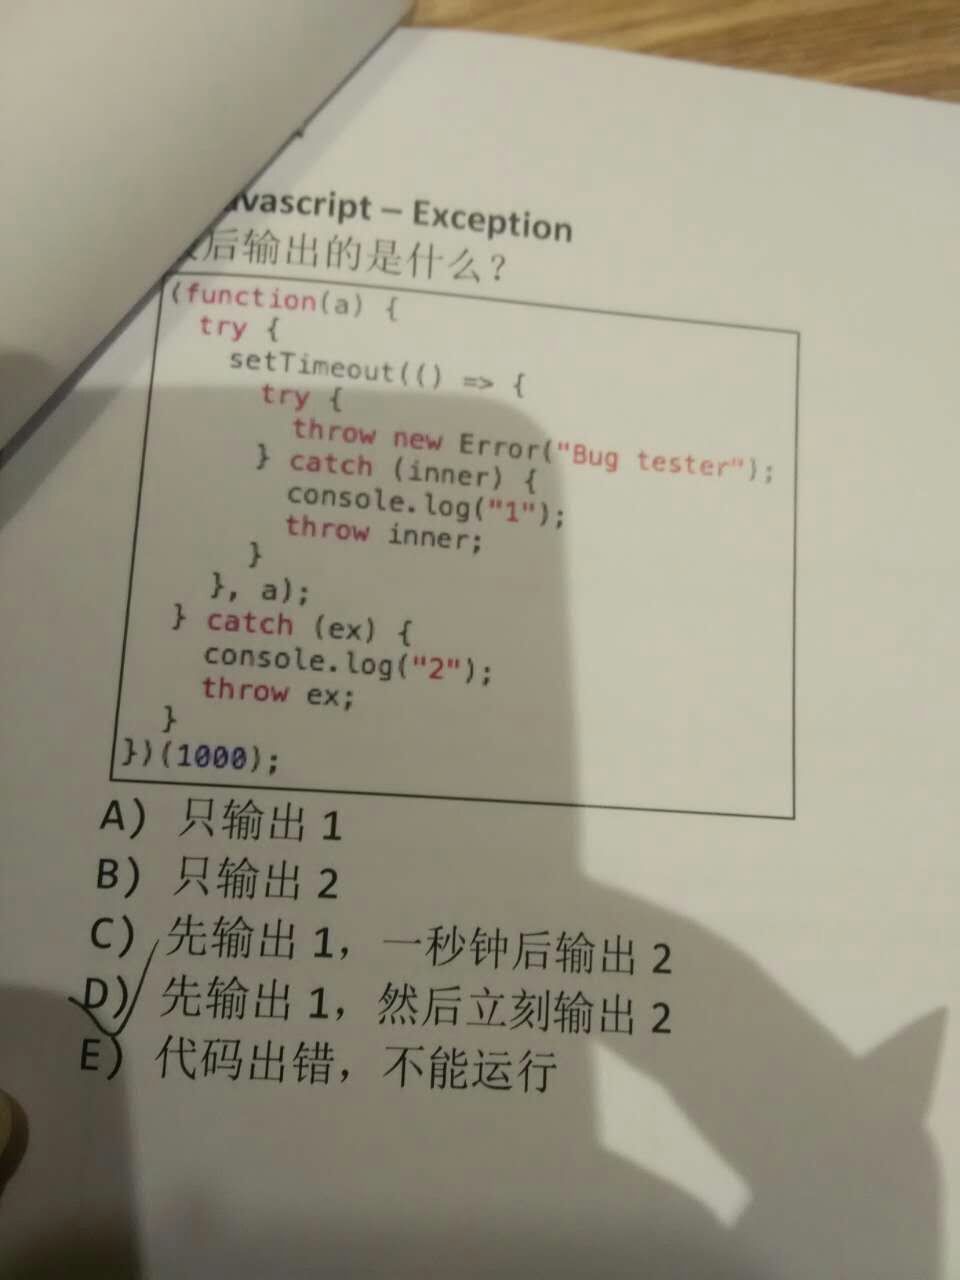 avascript – Exception
后输出的是什么？
(function(a) {
try {
setTimeout(() => {
try {
throw new Error("Bug tester");
} catch (inner) {
console.log("1");
throw inner;
}
}, a);
} catch (ex) {
console.log("2");
throw ex;
}
})(1000);
A) 只输出 1
B) 只输出 2
C) 先输出 1，一秒钟后输出 2
D) 先输出 1，然后立刻输出 2
E) 代码出错，不能运行